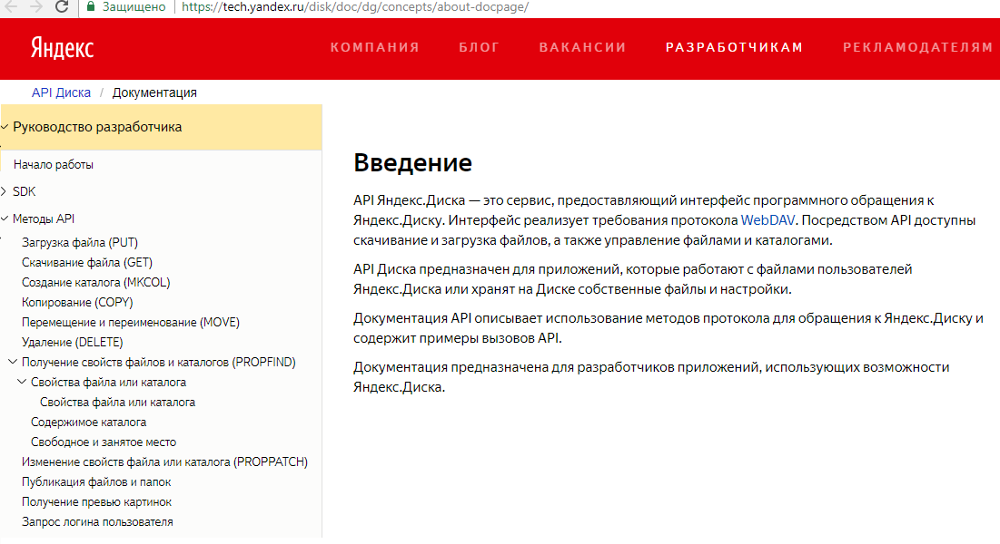 Защищено https://tech.yandex.ru/disk/doc/dg/concepts/about-docpage/
Яндекс КОМПАНИЯ БЛОГ ВАКАНСИИ РАЗРАБОТЧИКАМ РЕКЛАМОДАТЕЛЯМ
API Диска / Документация
Руководство разработчика
Начало работы
SDK
Методы API
Загрузка файла (PUT)
Скачивание файла (GET)
Создание каталога (MKCOL)
Копирование (COPY)
Перемещение и переименование (MOVE)
Удаление (DELETE)
Получение свойств файлов и каталогов (PROPFIND)
Свойства файла или каталога
Свойства файла или каталога
Содержимое каталога
Свободное и занятое место
Изменение свойств файла или каталога (PROPPATCH)
Публикация файлов и папок
Получение превью картинок
Запрос логина пользователя
Введение
API Яндекс.Диска — это сервис, предоставляющий интерфейс программного обращения к
Яндекс.Диску. Интерфейс реализует требования протокола WebDAV. Посредством API доступны
скачивание и загрузка файлов, а также управление файлами и каталогами.
API Диска предназначен для приложений, которые работают с файлами пользователей
Яндекс.Диска или хранят на Диске собственные файлы и настройки.
Документация API описывает использование методов протокола для обращения к Яндекс.Диску и
содержит примеры вызовов API.
Документация предназначена для разработчиков приложений, использующих возможности
Яндекс.Диска.